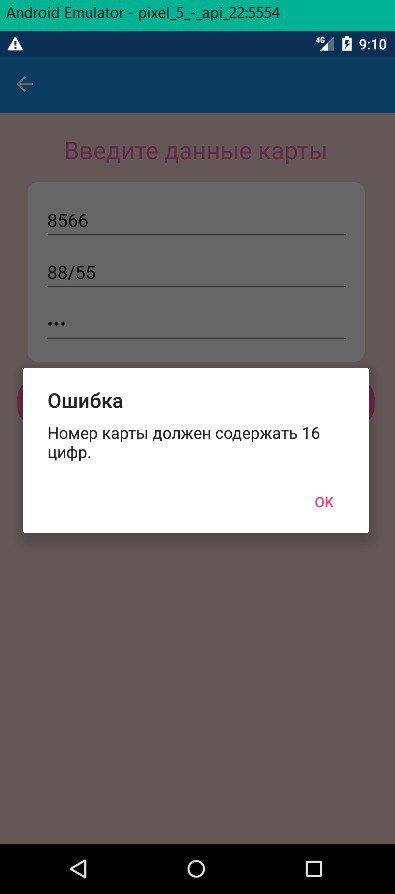 Android Emulator - pixel_5_-_api_22:5554
4G 9:10
Введите данные карты
8566
88/55
•••
Ошибка
Номер карты должен содержать 16
цифр.
OK